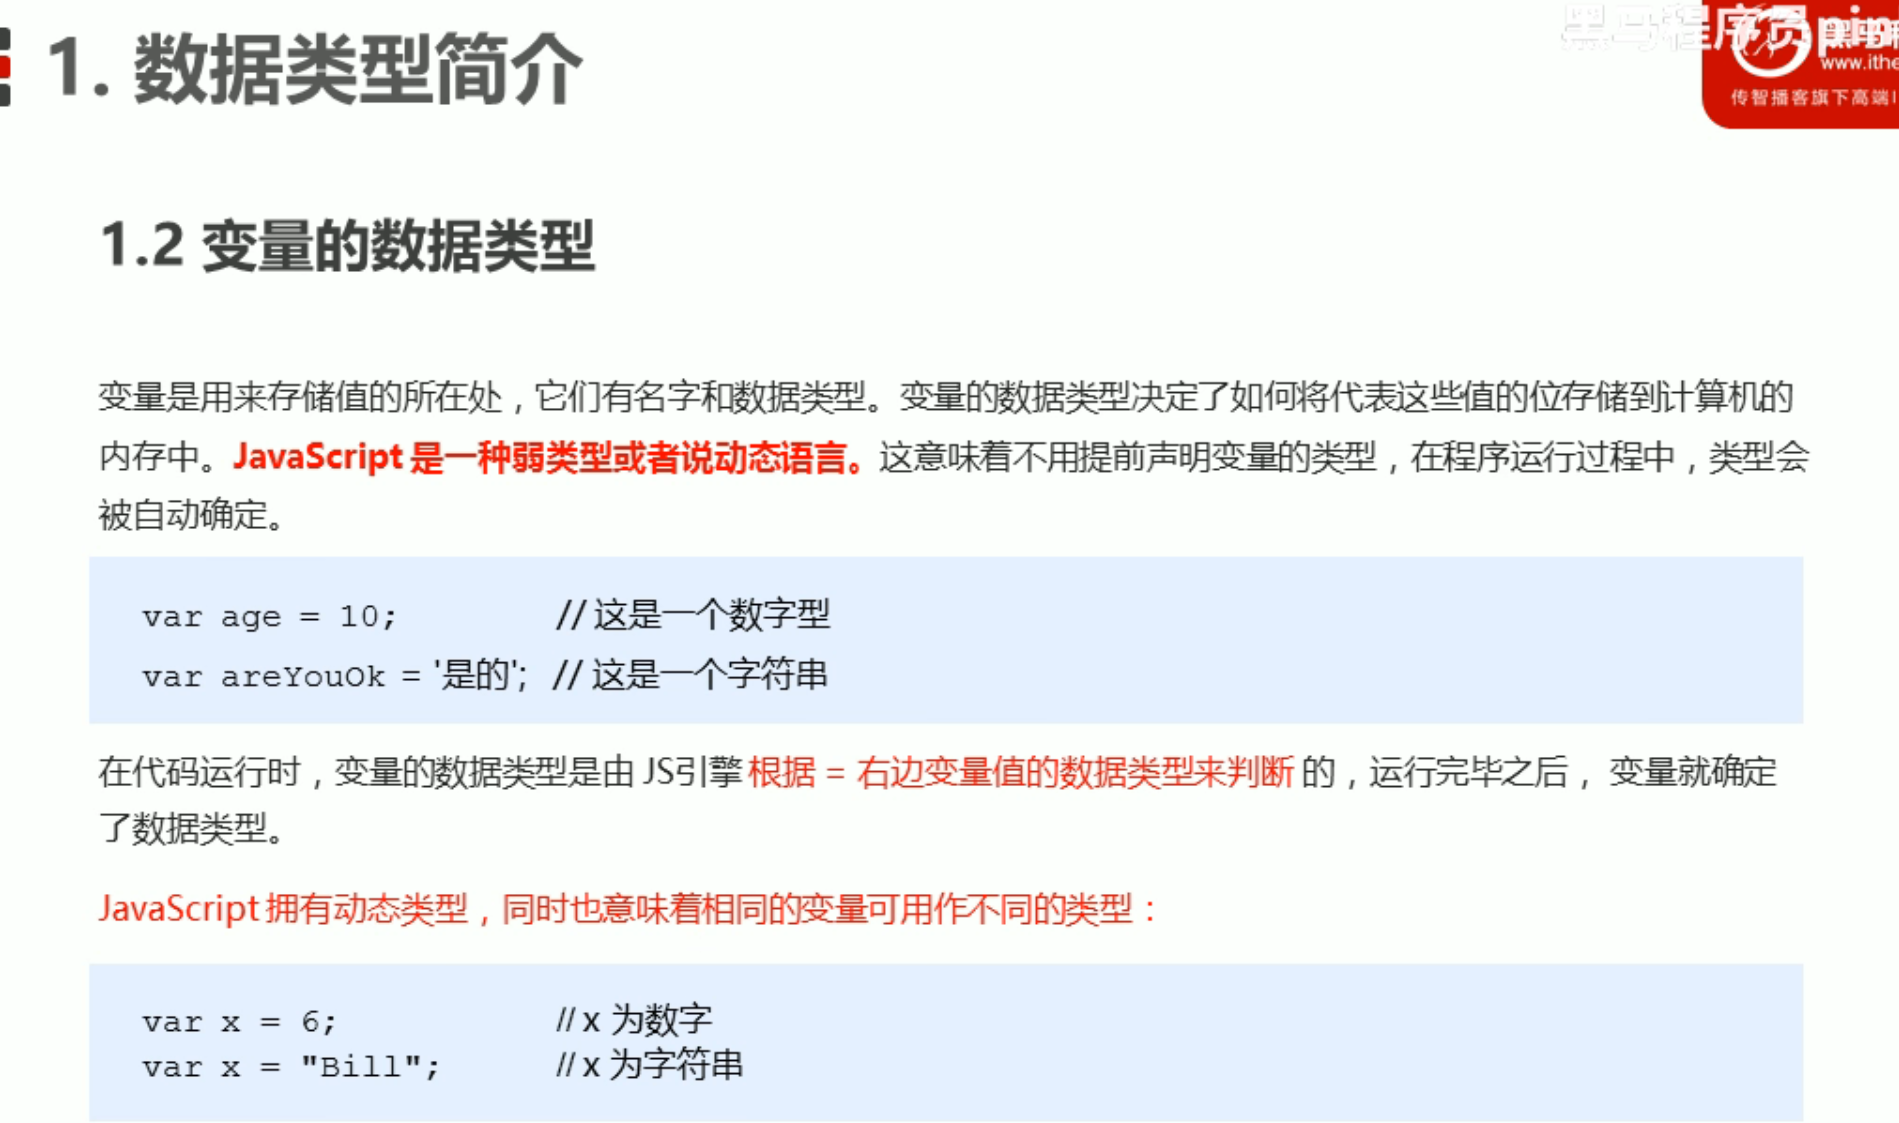 1. 数据类型简介
黑马程序员pin
www.ithe
传智播客旗下高端I
1.2 变量的数据类型
变量是用来存储值的所在处，它们有名字和数据类型。变量的数据类型决定了如何将代表这些值的位存储到计算机的
内存中。JavaScript 是一种弱类型或者说动态语言。这意味着不用提前声明变量的类型，在程序运行过程中，类型会
被自动确定。
var age = 10; // 这是一个数字型
var areYouOk = '是的'; // 这是一个字符串
在代码运行时，变量的数据类型是由 JS引擎 根据 = 右边变量值的数据类型来判断 的，运行完毕之后， 变量就确定
了数据类型。
JavaScript 拥有动态类型，同时也意味着相同的变量可用作不同的类型：
var x = 6; // x 为数字
var x = "Bill"; // x 为字符串